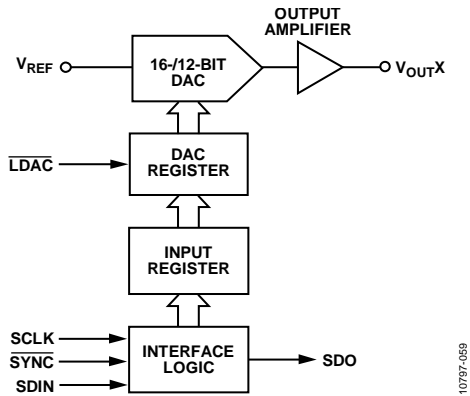 OUTPUT
AMPLIFIER
VREF
16-/12-BIT
DAC
VOUTX
LDAC
DAC
REGISTER
INPUT
REGISTER
SCLK
SYNC
SDIN
INTERFACE
LOGIC
SDO
10797-059